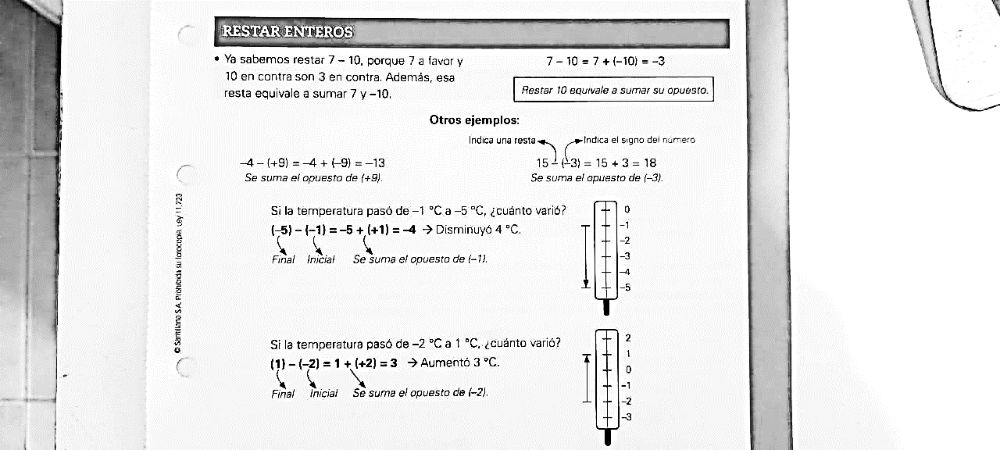 RESTAR ENTEROS
• Ya sabemos restar 7 – 10, porque 7 a favor y
10 en contra son 3 en contra. Además, esa
resta equivale a sumar 7 y –10.
7 – 10 = 7 + (–10) = –3
Restar 10 equivale a sumar su opuesto.
Otros ejemplos:
Indica una resta
Indica el signo del número
–4 – (+9) = –4 + (–9) = –13
Se suma el opuesto de (+9).
15 – (–3) = 15 + 3 = 18
Se suma el opuesto de (–3).
Si la temperatura pasó de –1 °C a –5 °C, ¿cuánto varió?
(–5) – (–1) = –5 + (+1) = –4 → Disminuyó 4 °C.
Final Inicial Se suma el opuesto de (–1).
0
–1
–2
–3
–4
–5
Si la temperatura pasó de –2 °C a 1 °C, ¿cuánto varió?
(1) – (–2) = 1 + (+2) = 3 → Aumentó 3 °C.
Final Inicial Se suma el opuesto de (–2).
2
1
0
–1
–2
–3
© Santillana S.A. Prohibida su fotocopia. Ley 11.723